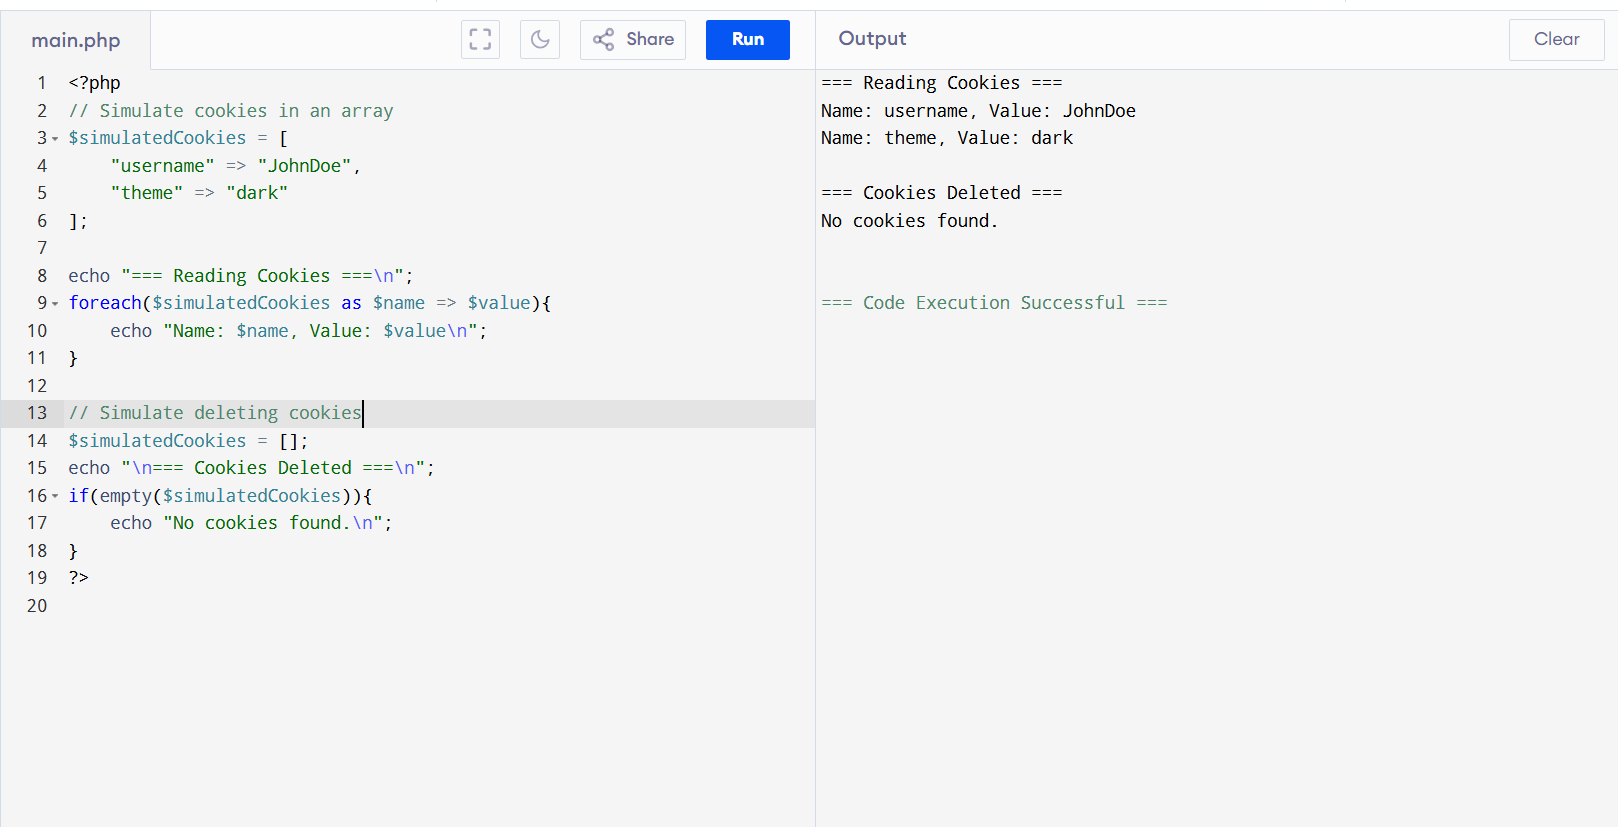 main.php
Share
Run
Output
Clear
1 <?php
2 // Simulate cookies in an array
3 $simulatedCookies = [
4     "username" => "JohnDoe",
5     "theme" => "dark"
6 ];
7
8 echo "=== Reading Cookies ===\n";
9 foreach($simulatedCookies as $name => $value){
10     echo "Name: $name, Value: $value\n";
11 }
12
13 // Simulate deleting cookies
14 $simulatedCookies = [];
15 echo "\n=== Cookies Deleted ===\n";
16 if(empty($simulatedCookies)){
17     echo "No cookies found.\n";
18 }
19 ?>
20
=== Reading Cookies ===
Name: username, Value: JohnDoe
Name: theme, Value: dark
=== Cookies Deleted ===
No cookies found.
=== Code Execution Successful ===